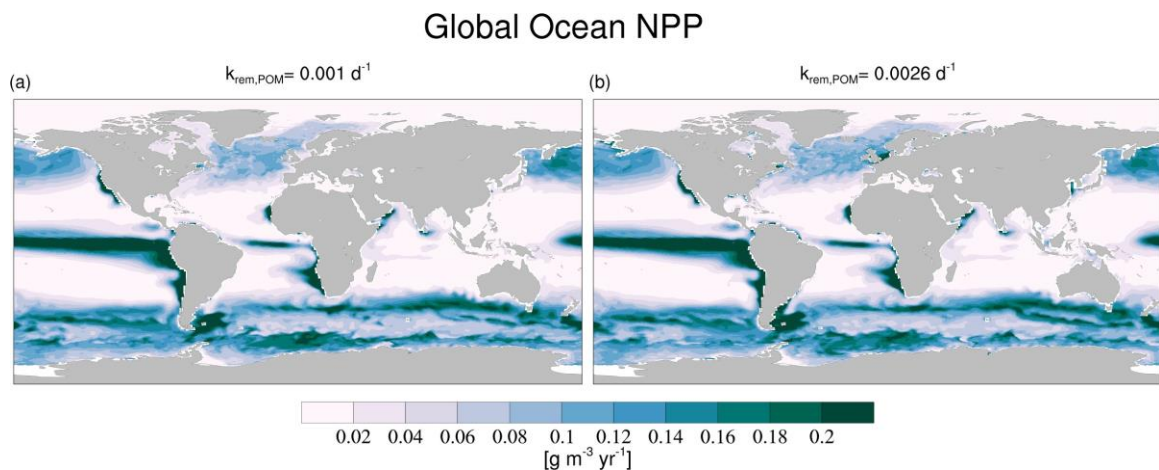 Global Ocean NPP
(a)
k_rem,POM= 0.001 d⁻¹
(b)
k_rem,POM= 0.0026 d⁻¹
0.02 0.04 0.06 0.08 0.1 0.12 0.14 0.16 0.18 0.2
[g m⁻³ yr⁻¹]